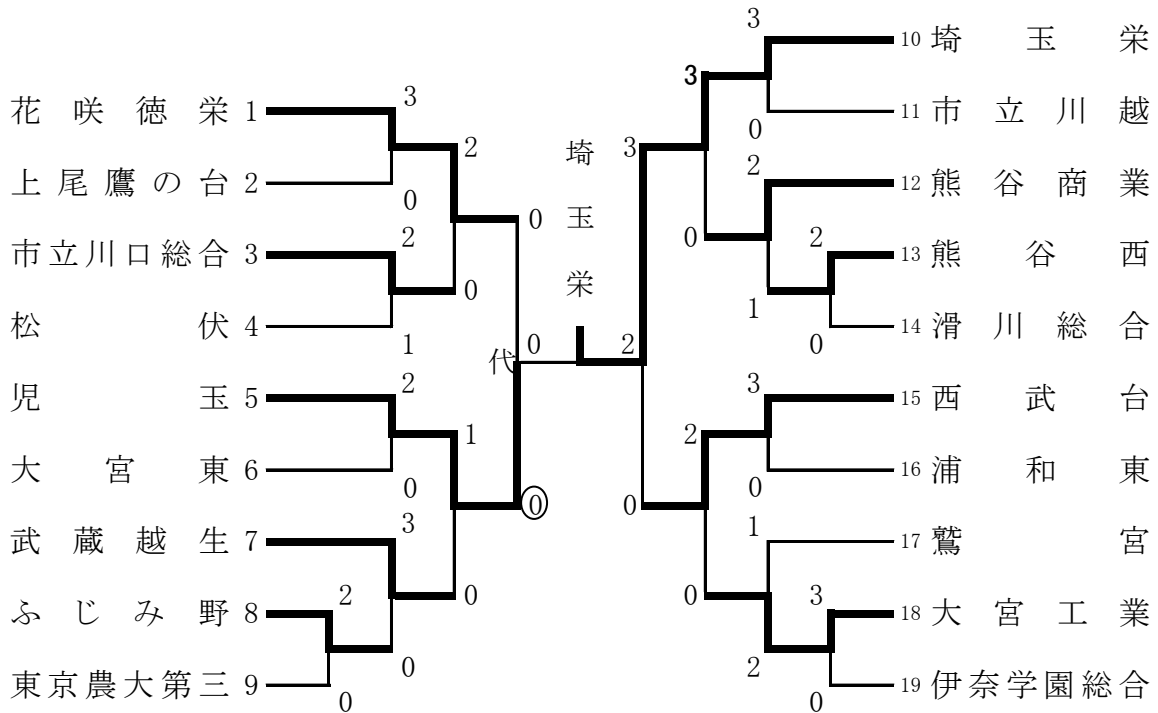 花咲徳栄 1
上尾鷹の台 2
市立川口総合 3
松伏 4
児玉 5
大宮東 6
武蔵越生 7
ふじみ野 8
東京農大第三 9
3
0
2
1
2
0
3
0
2
0
2
0
1
0
0
0
代
0
埼玉栄
2
3
0
3
0
2
0
3
0
2
1
2
0
3
0
1
2
3
0
10 埼玉栄
11 市立川越
12 熊谷商業
13 熊谷西
14 滑川総合
15 西武台
16 浦和東
17 鷲宮
18 大宮工業
19 伊奈学園総合